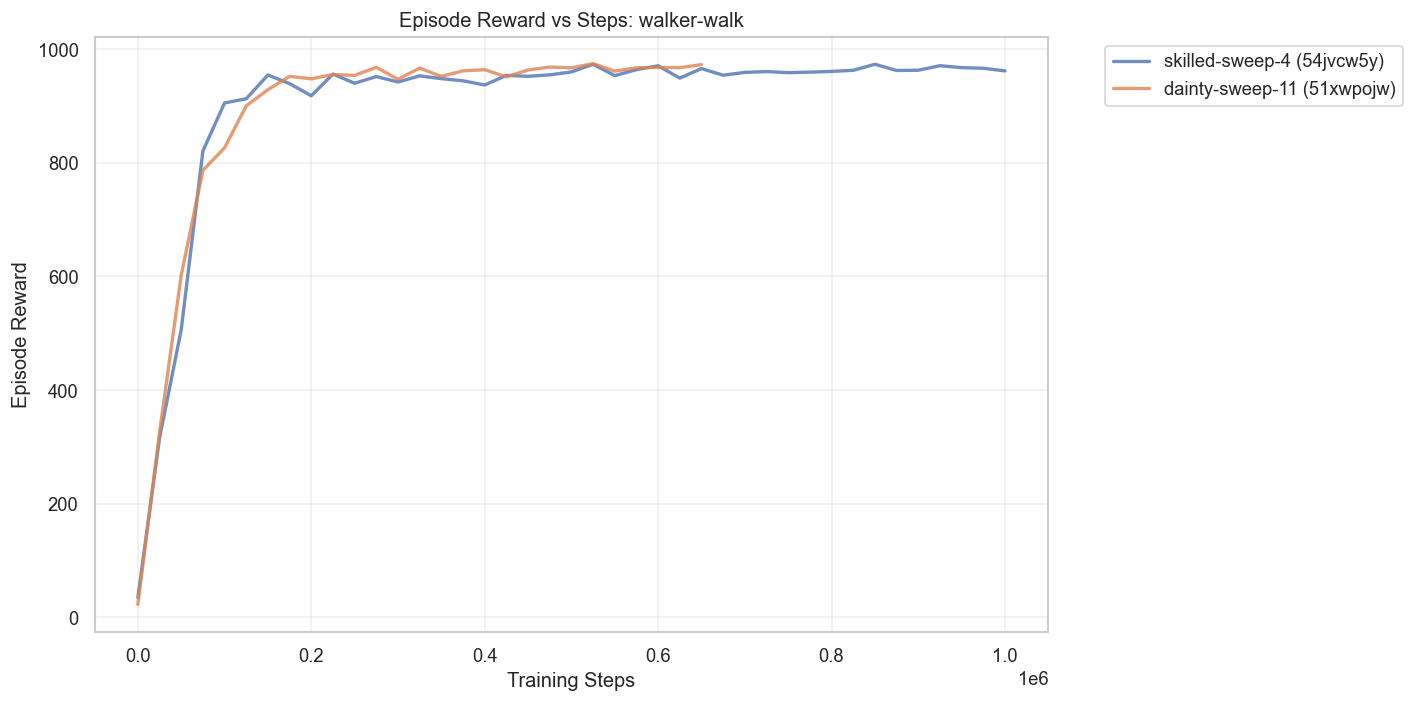 Episode Reward vs Steps: walker-walk
skilled-sweep-4 (54jvcw5y)
dainty-sweep-11 (51xwpojw)
Episode Reward
1000
800
600
400
200
0
0.0 0.2 0.4 0.6 0.8 1.0
1e6
Training Steps